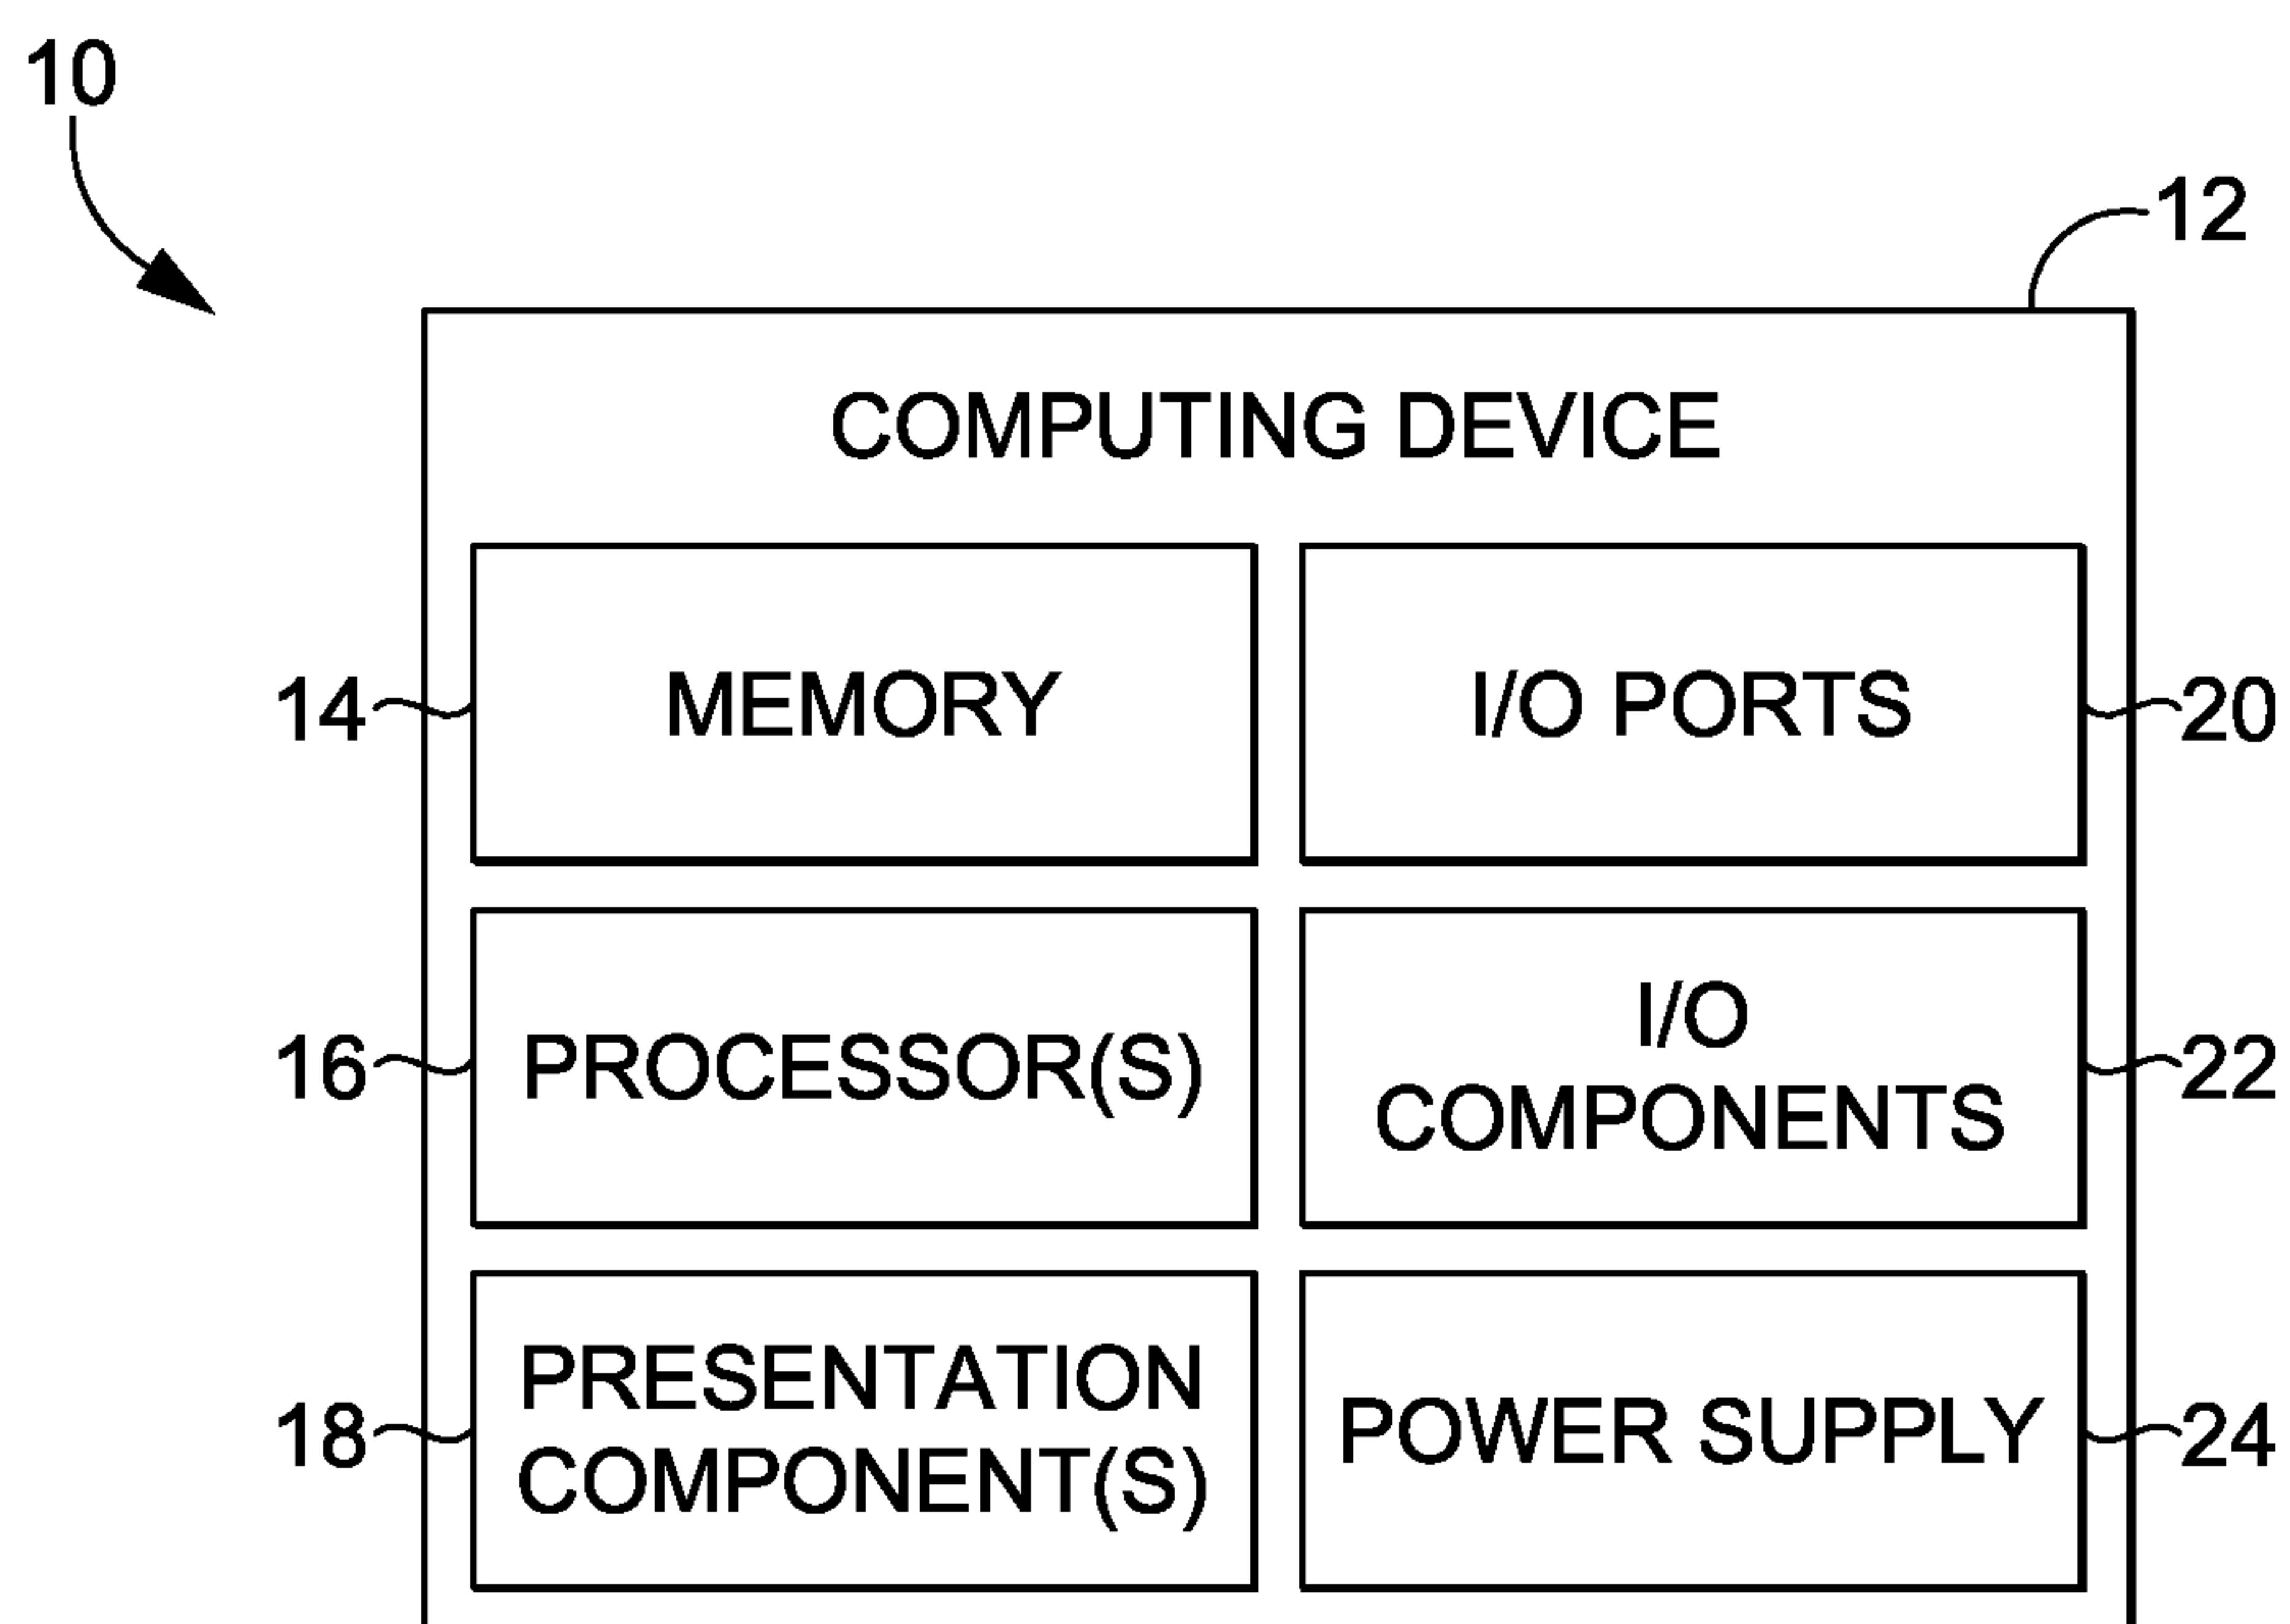 10
12
COMPUTING DEVICE
14
MEMORY
I/O PORTS
20
16
PROCESSOR(S)
I/O
COMPONENTS
22
18
PRESENTATION
COMPONENT(S)
POWER SUPPLY
24